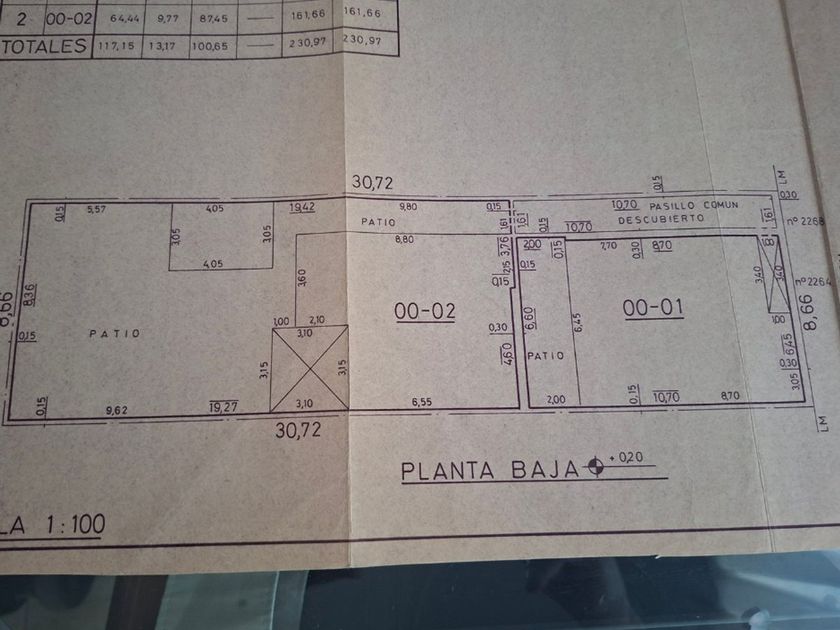 2 00-02 64,44 9,77 87,45 — 161,66 161,66
TOTALES 117,15 13,17 100,65 — 230,97 230,97
30,72
0,15
LM
0,30
0,15 5,57 4,05 19,42 9,80 0,15
10,70 PASILLO COMUN
DESCUBIERTO
1,61 1,61 0,15 10,70 1,61
nº 2268
PATIO
3,05 3,05 8,80 3,76 2,00 0,15 7,70 0,30 8,70
4,05 2,15 0,15 0,15 3,40 3,40
nº 2264
8,66 8,36 3,60
00-02
00-01
0,15 PATIO 1,00 2,10 3,10 0,30 6,60 6,45 1,00 8,66
3,15 3,15 4,60 PATIO 6,45 0,30
0,15 9,62 19,27 3,10 6,55 2,00 0,15 10,70 8,70 3,05
30,72
LM
PLANTA BAJA +0,20
LA 1:100